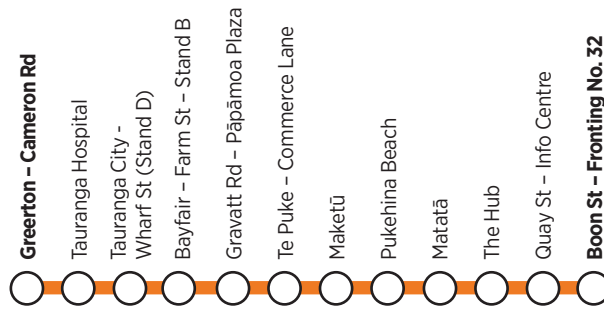 Greerton – Cameron Rd
Tauranga Hospital
Tauranga City -
Wharf St (Stand D)
Bayfair – Farm St – Stand B
Gravatt Rd – Pāpāmoa Plaza
Te Puke – Commerce Lane
Maketū
Pukehina Beach
Matatā
The Hub
Quay St – Info Centre
Boon St – Fronting No. 32